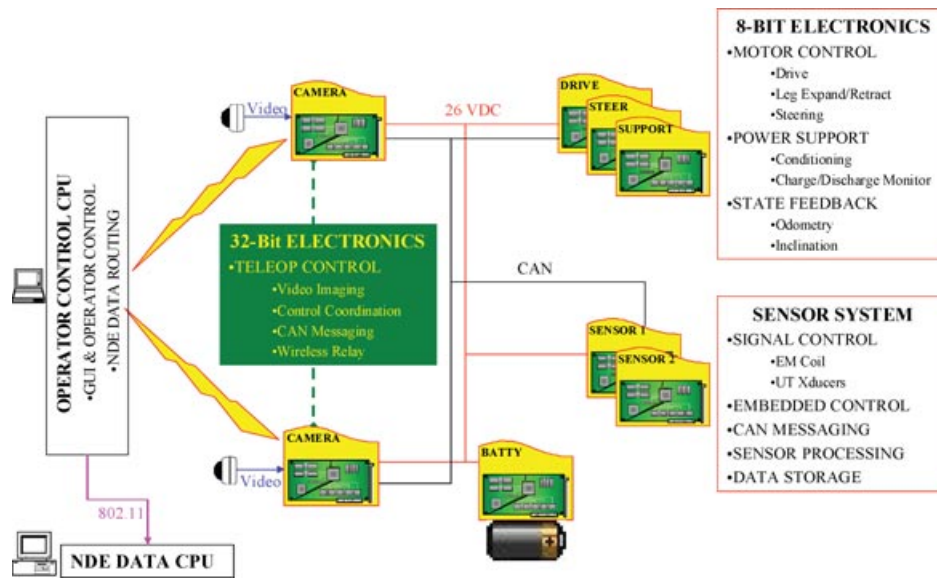 OPERATOR CONTROL CPU
•GUI & OPERATOR CONTROL
•NDE DATA ROUTING
802.11
NDE DATA CPU
Video
CAMERA
32-Bit ELECTRONICS
•TELEOP CONTROL
•Video Imaging
•Control Coordination
•CAN Messaging
•Wireless Relay
CAMERA
Video
26 VDC
CAN
DRIVE
STEER
SUPPORT
SENSOR 1
SENSOR 2
BATTY
8-BIT ELECTRONICS
•MOTOR CONTROL
•Drive
•Leg Expand/Retract
•Steering
•POWER SUPPORT
•Conditioning
•Charge/Discharge Monitor
•STATE FEEDBACK
•Odometry
•Inclination
SENSOR SYSTEM
•SIGNAL CONTROL
•EM Coil
•UT Xducers
•EMBEDDED CONTROL
•CAN MESSAGING
•SENSOR PROCESSING
•DATA STORAGE